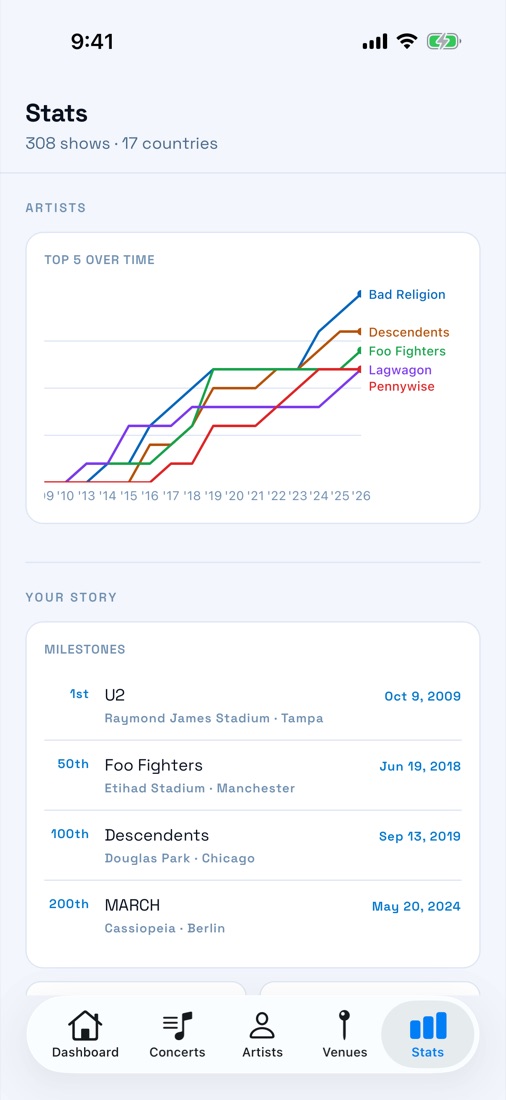 9:41
Stats
308 shows · 17 countries
ARTISTS
TOP 5 OVER TIME
Bad Religion
Descendents
Foo Fighters
Lagwagon
Pennywise
'10 '13 '14 '15 '16 '17 '18 '19 '20 '21 '22 '23 '24 '25 '26
YOUR STORY
MILESTONES
1st U2 Oct 9, 2009
Raymond James Stadium · Tampa
50th Foo Fighters Jun 19, 2018
Etihad Stadium · Manchester
100th Descendents Sep 13, 2019
Douglas Park · Chicago
200th MARCH May 20, 2024
Cassiopeia · Berlin
Dashboard Concerts Artists Venues Stats